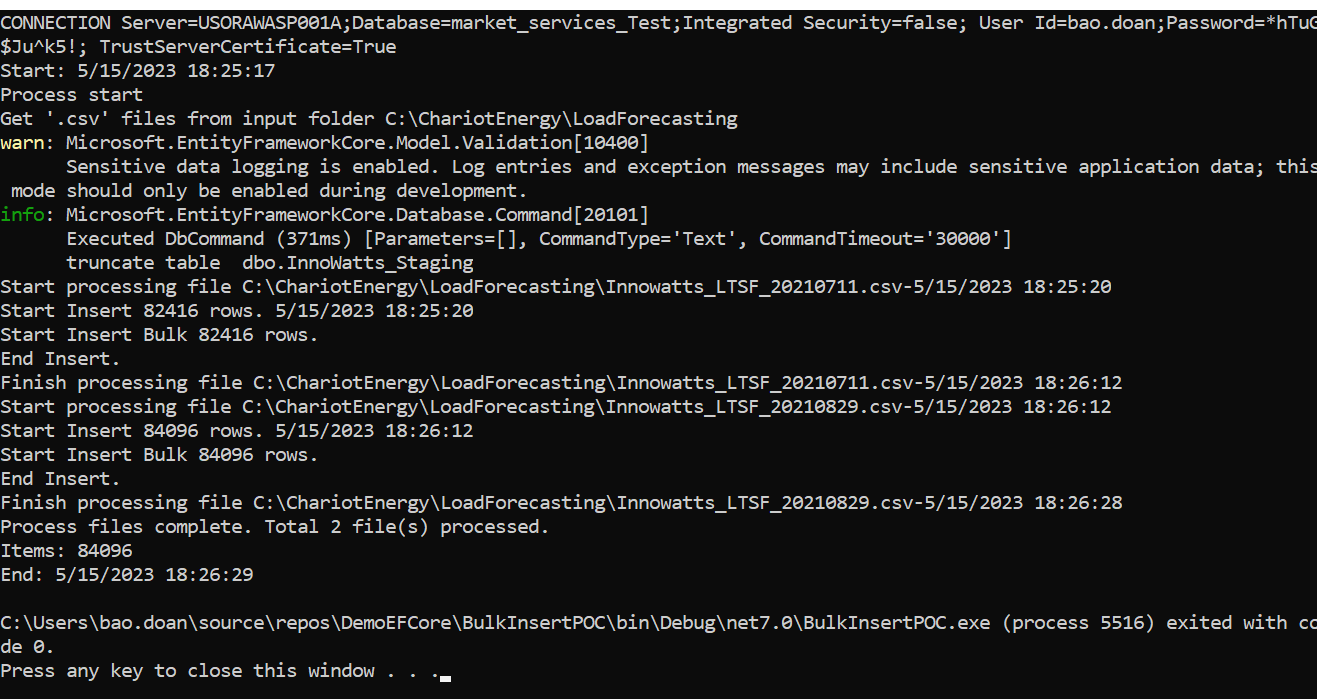 CONNECTION Server=USORAWASP001A;Database=market_services_Test;Integrated Security=false; User Id=bao.doan;Password=*hTuG
$Ju^k5!; TrustServerCertificate=True
Start: 5/15/2023 18:25:17
Process start
Get '.csv' files from input folder C:\ChariotEnergy\LoadForecasting
warn: Microsoft.EntityFrameworkCore.Model.Validation[10400]
Sensitive data logging is enabled. Log entries and exception messages may include sensitive application data; this
mode should only be enabled during development.
info: Microsoft.EntityFrameworkCore.Database.Command[20101]
Executed DbCommand (371ms) [Parameters=[], CommandType='Text', CommandTimeout='30000']
truncate table  dbo.InnoWatts_Staging
Start processing file C:\ChariotEnergy\LoadForecasting\Innowatts_LTSF_20210711.csv-5/15/2023 18:25:20
Start Insert 82416 rows. 5/15/2023 18:25:20
Start Insert Bulk 82416 rows.
End Insert.
Finish processing file C:\ChariotEnergy\LoadForecasting\Innowatts_LTSF_20210711.csv-5/15/2023 18:26:12
Start processing file C:\ChariotEnergy\LoadForecasting\Innowatts_LTSF_20210829.csv-5/15/2023 18:26:12
Start Insert 84096 rows. 5/15/2023 18:26:12
Start Insert Bulk 84096 rows.
End Insert.
Finish processing file C:\ChariotEnergy\LoadForecasting\Innowatts_LTSF_20210829.csv-5/15/2023 18:26:28
Process files complete. Total 2 file(s) processed.
Items: 84096
End: 5/15/2023 18:26:29
C:\Users\bao.doan\source\repos\DemoEFCore\BulkInsertPOC\bin\Debug\net7.0\BulkInsertPOC.exe (process 5516) exited with co
de 0.
Press any key to close this window . . .